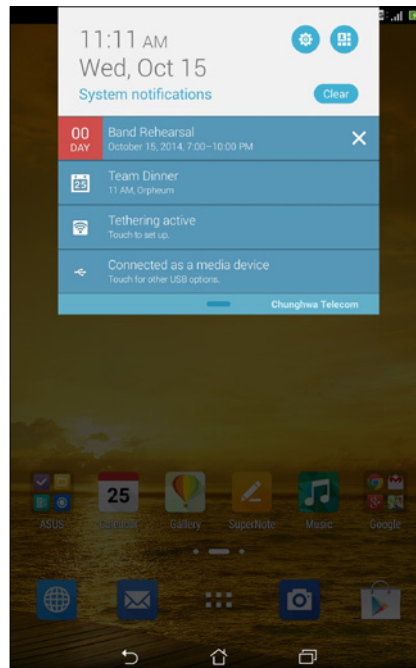 11:11 AM
Wed, Oct 15
System notifications
Clear
00
DAY
Band Rehearsal
October 15, 2014, 7:00–10:00 PM
25
Team Dinner
11 AM, Orpheum
Tethering active
Touch to set up.
Connected as a media device
Touch for other USB options.
Chunghwa Telecom
25
ASUS
Calendar
Gallery
SuperNote
Music
Google